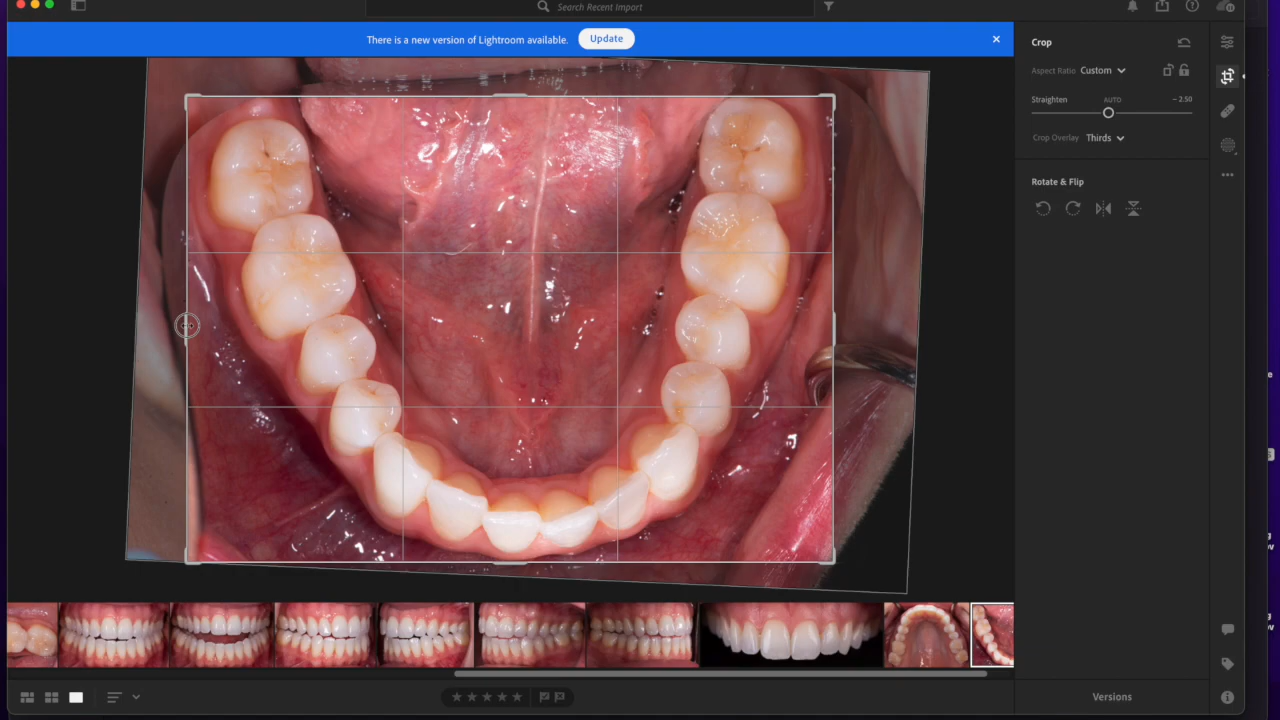 Search Recent Import
There is a new version of Lightroom available.
Update
Crop
Aspect Ratio Custom
Straighten AUTO - 2.50
Crop Overlay Thirds
Rotate & Flip
Versions